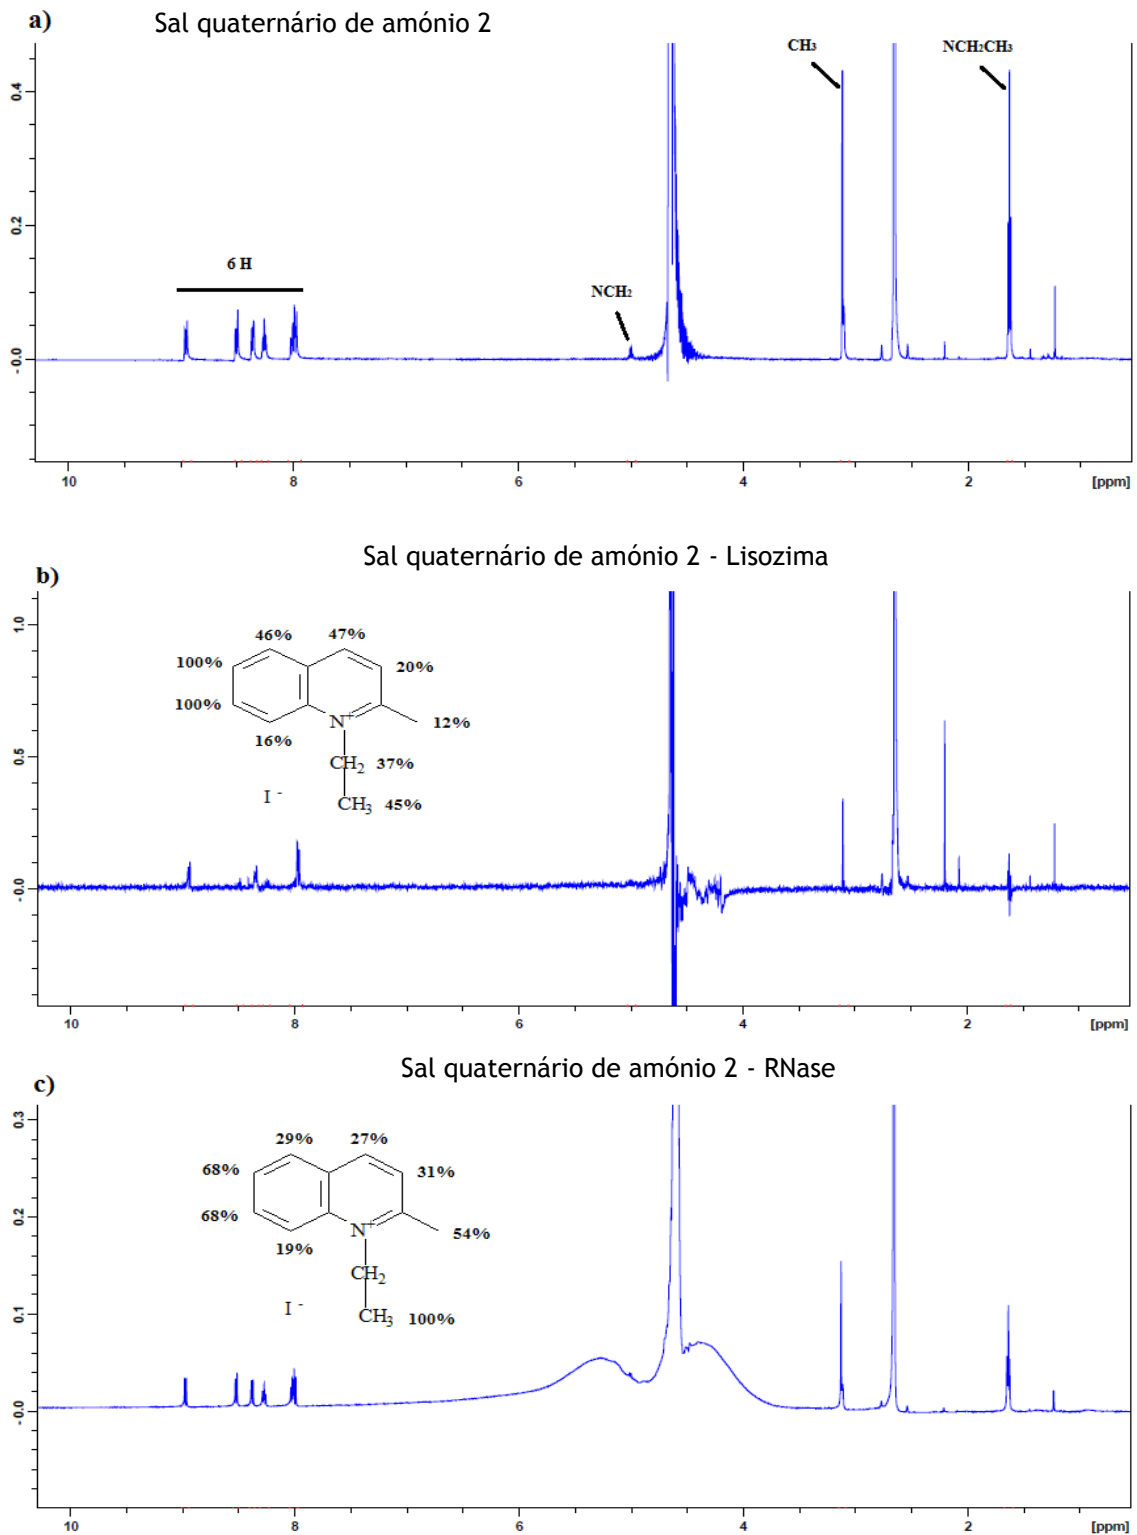 a)
Sal quaternário de amónio 2
CH₃
NCH₂CH₃
6 H
NCH₂
0.4
0.2
- 0.0
10
8
6
4
2
[ppm]
b)
Sal quaternário de amónio 2 - Lisozima
46%
47%
100%
20%
100%
12%
16%
N⁺
CH₂
37%
I⁻
CH₃
45%
1.0
0.5
- 0.0
10
8
6
4
2
[ppm]
c)
Sal quaternário de amónio 2 - RNase
29%
27%
68%
31%
68%
54%
19%
N⁺
CH₂
I⁻
CH₃
100%
0.3
0.2
0.1
- 0.0
10
8
6
4
2
[ppm]